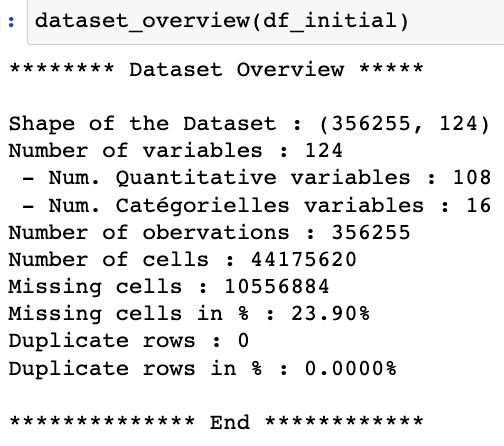 : dataset_overview(df_initial)
******** Dataset Overview *****
Shape of the Dataset : (356255, 124)
Number of variables : 124
- Num. Quantitative variables : 108
- Num. Catégorielles variables : 16
Number of obervations : 356255
Number of cells : 44175620
Missing cells : 10556884
Missing cells in % : 23.90%
Duplicate rows : 0
Duplicate rows in % : 0.0000%
************** End ************